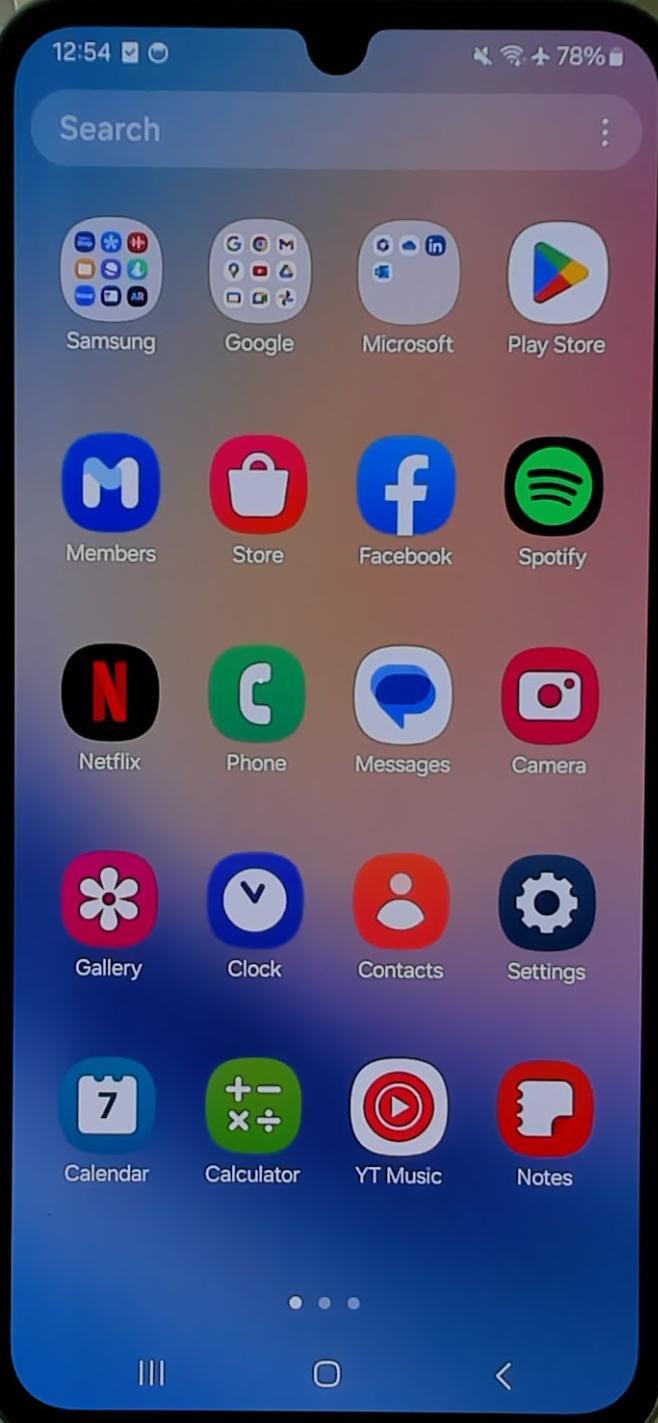 12:54 78%
Search
Samsung Google Microsoft Play Store
Members Store Facebook Spotify
N
Netflix Phone Messages Camera
Gallery Clock Contacts Settings
7
Calendar Calculator YT Music Notes